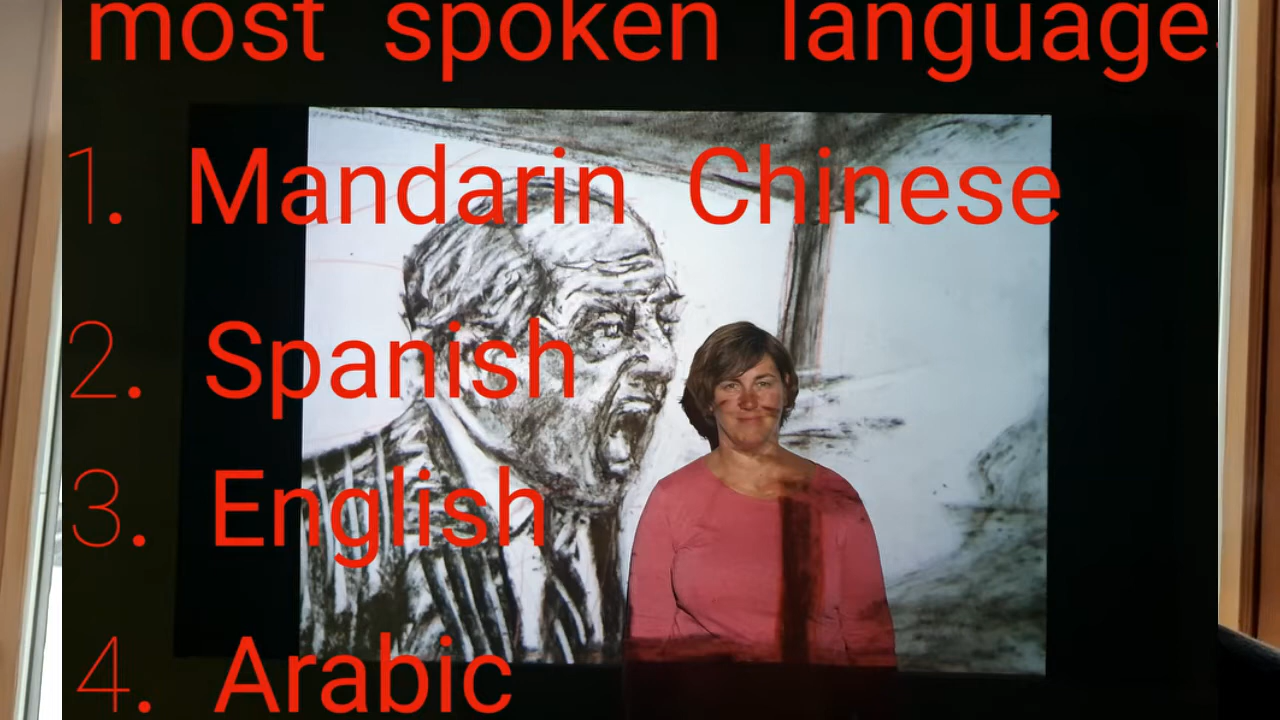 most spoken language
1. Mandarin Chinese
2. Spanish
3. English
4. Arabic